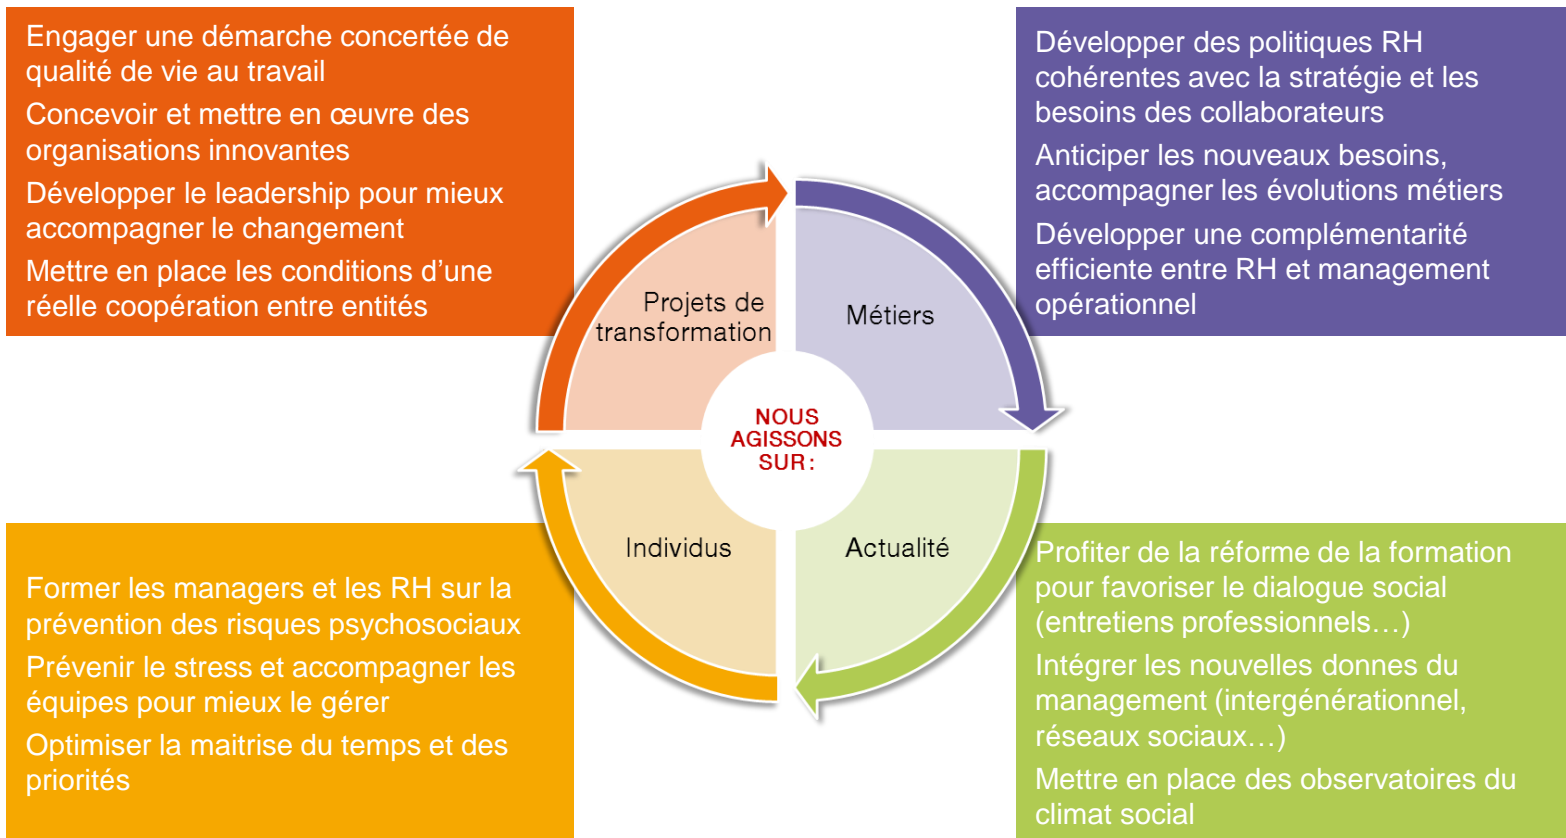 Engager une démarche concertée de
qualité de vie au travail
Concevoir et mettre en œuvre des
organisations innovantes
Développer le leadership pour mieux
accompagner le changement
Mettre en place les conditions d’une
réelle coopération entre entités
Développer des politiques RH
cohérentes avec la stratégie et les
besoins des collaborateurs
Anticiper les nouveaux besoins,
accompagner les évolutions métiers
Développer une complémentarité
efficiente entre RH et management
opérationnel
Projets de
transformation
Métiers
NOUS
AGISSONS
SUR :
Individus
Actualité
Former les managers et les RH sur la
prévention des risques psychosociaux
Prévenir le stress et accompagner les
équipes pour mieux le gérer
Optimiser la maitrise du temps et des
priorités
Profiter de la réforme de la formation
pour favoriser le dialogue social
(entretiens professionnels…)
Intégrer les nouvelles donnes du
management (intergénérationnel,
réseaux sociaux…)
Mettre en place des observatoires du
climat social